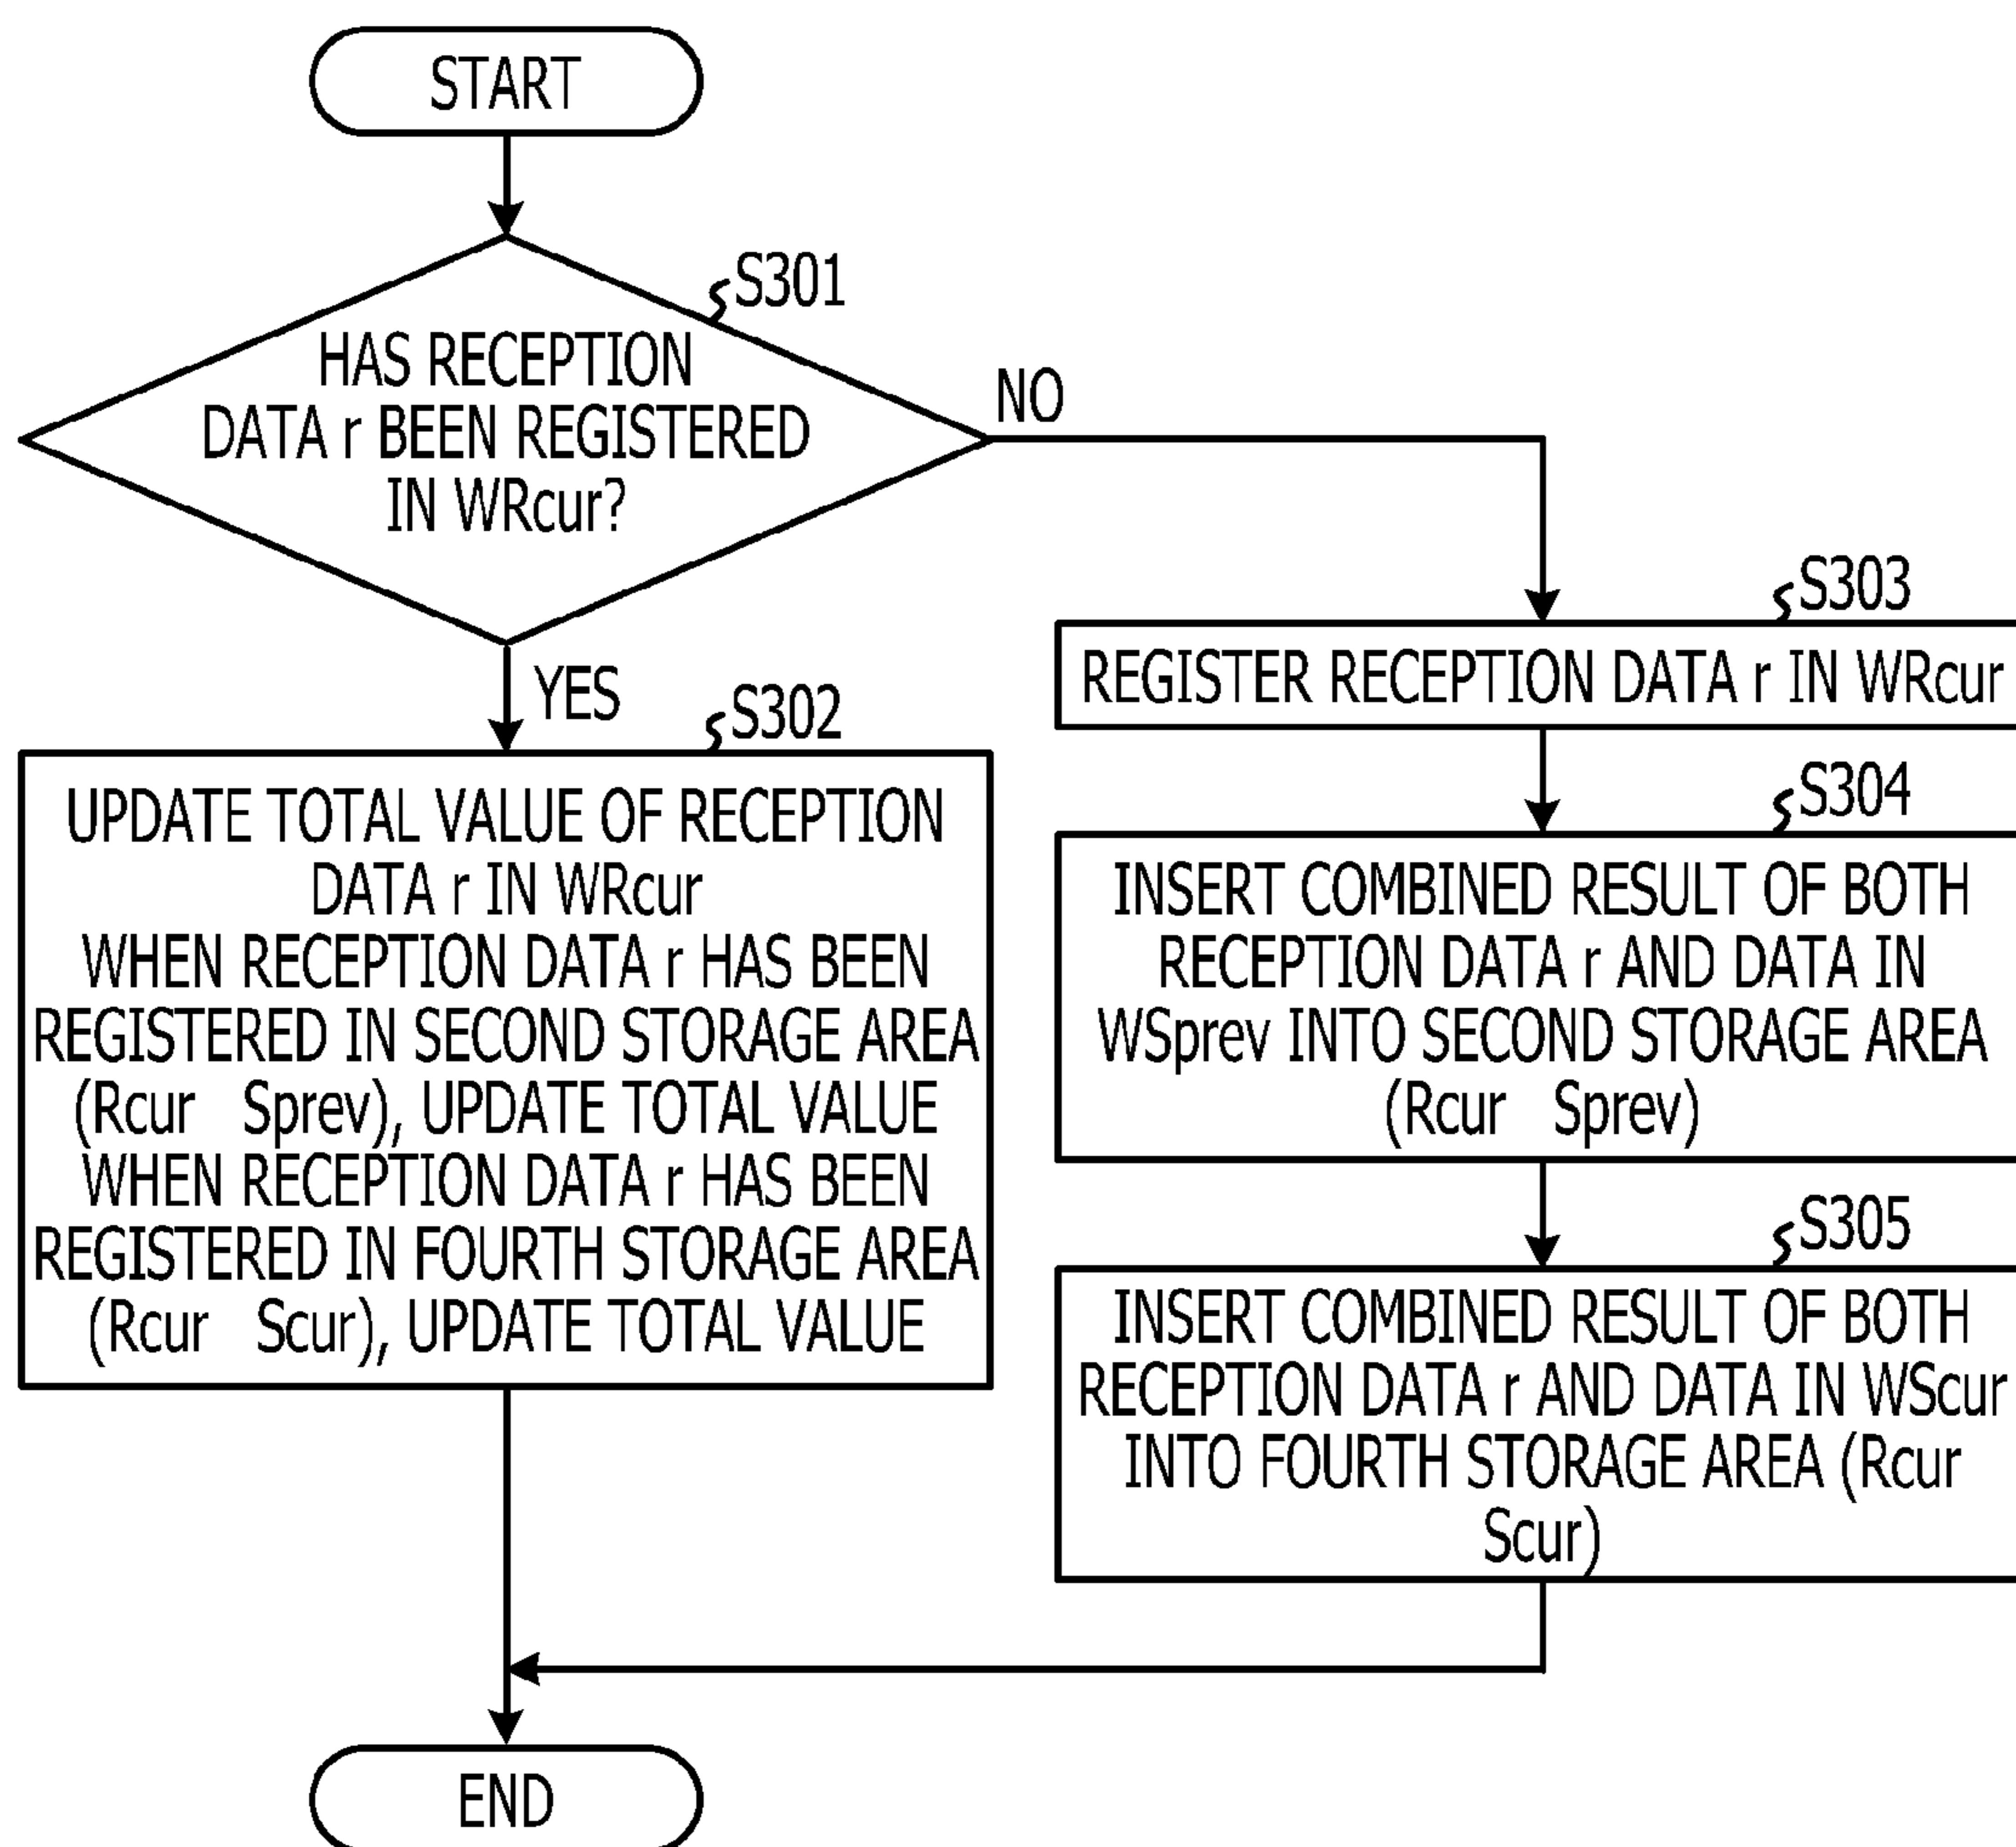 START
S301
HAS RECEPTION
DATA r BEEN REGISTERED
IN WRcur?
NO
YES
S302
UPDATE TOTAL VALUE OF RECEPTION
DATA r IN WRcur
WHEN RECEPTION DATA r HAS BEEN
REGISTERED IN SECOND STORAGE AREA
(Rcur Sprev), UPDATE TOTAL VALUE
WHEN RECEPTION DATA r HAS BEEN
REGISTERED IN FOURTH STORAGE AREA
(Rcur Scur), UPDATE TOTAL VALUE
S303
REGISTER RECEPTION DATA r IN WRcur
S304
INSERT COMBINED RESULT OF BOTH
RECEPTION DATA r AND DATA IN
WSprev INTO SECOND STORAGE AREA
(Rcur Sprev)
S305
INSERT COMBINED RESULT OF BOTH
RECEPTION DATA r AND DATA IN WScur
INTO FOURTH STORAGE AREA (Rcur
Scur)
END